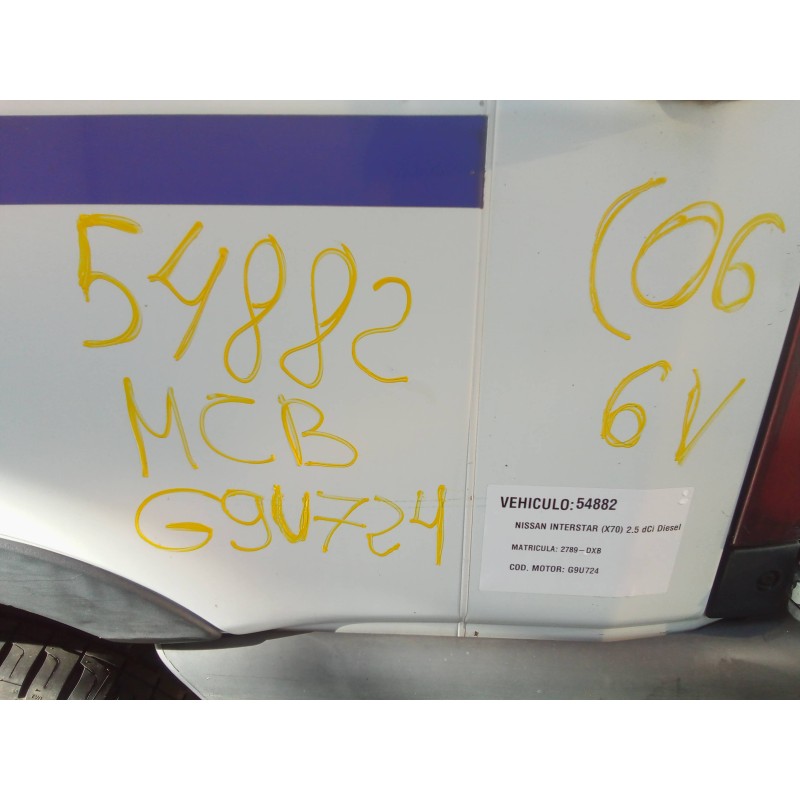 54882
MCB
G9U724
(06
6V
VEHICULO: 54882
NISSAN INTERSTAR (X70) 2.5 dCi Diesel
MATRICULA: 2789-DXB
COD. MOTOR: G9U724